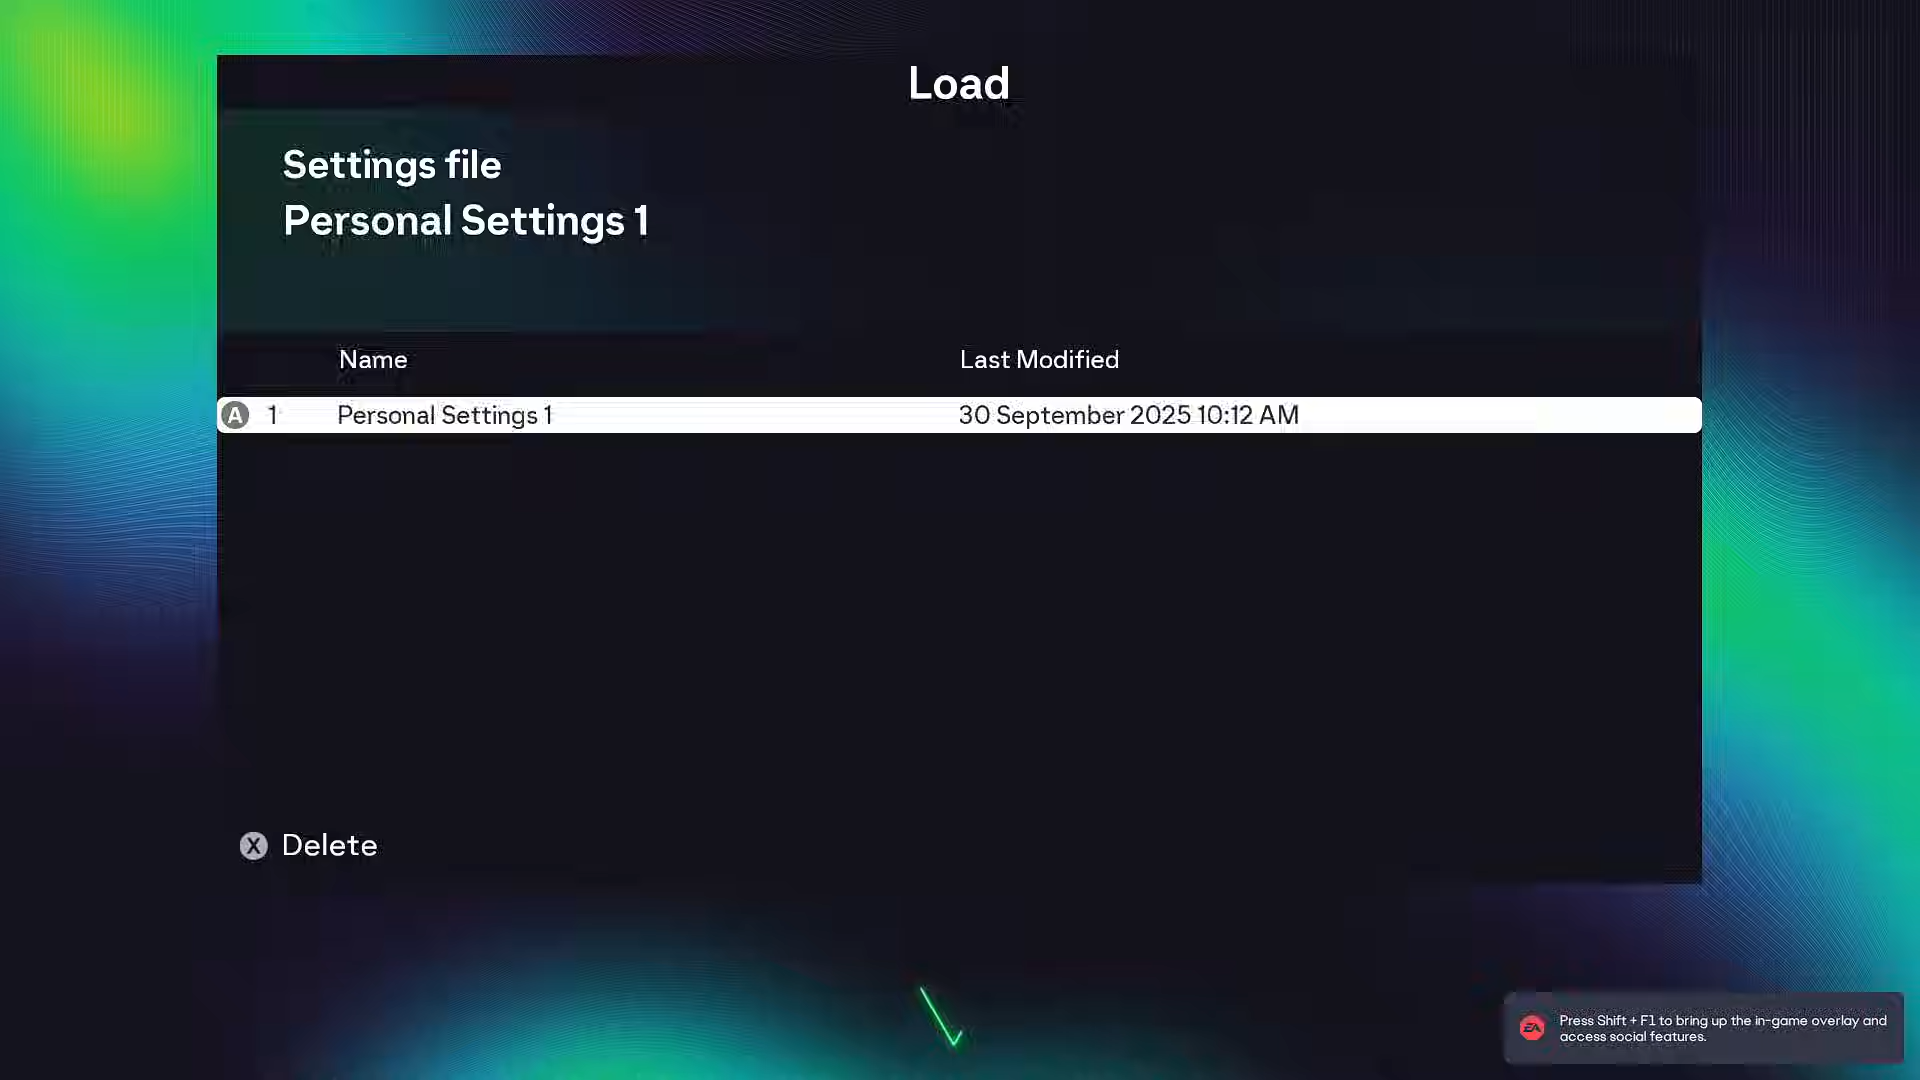 Load
Settings file
Personal Settings 1
Name Last Modified
A 1 Personal Settings 1 30 September 2025 10:12 AM
X Delete
EA Press Shift + F1 to bring up the in-game overlay and
access social features.